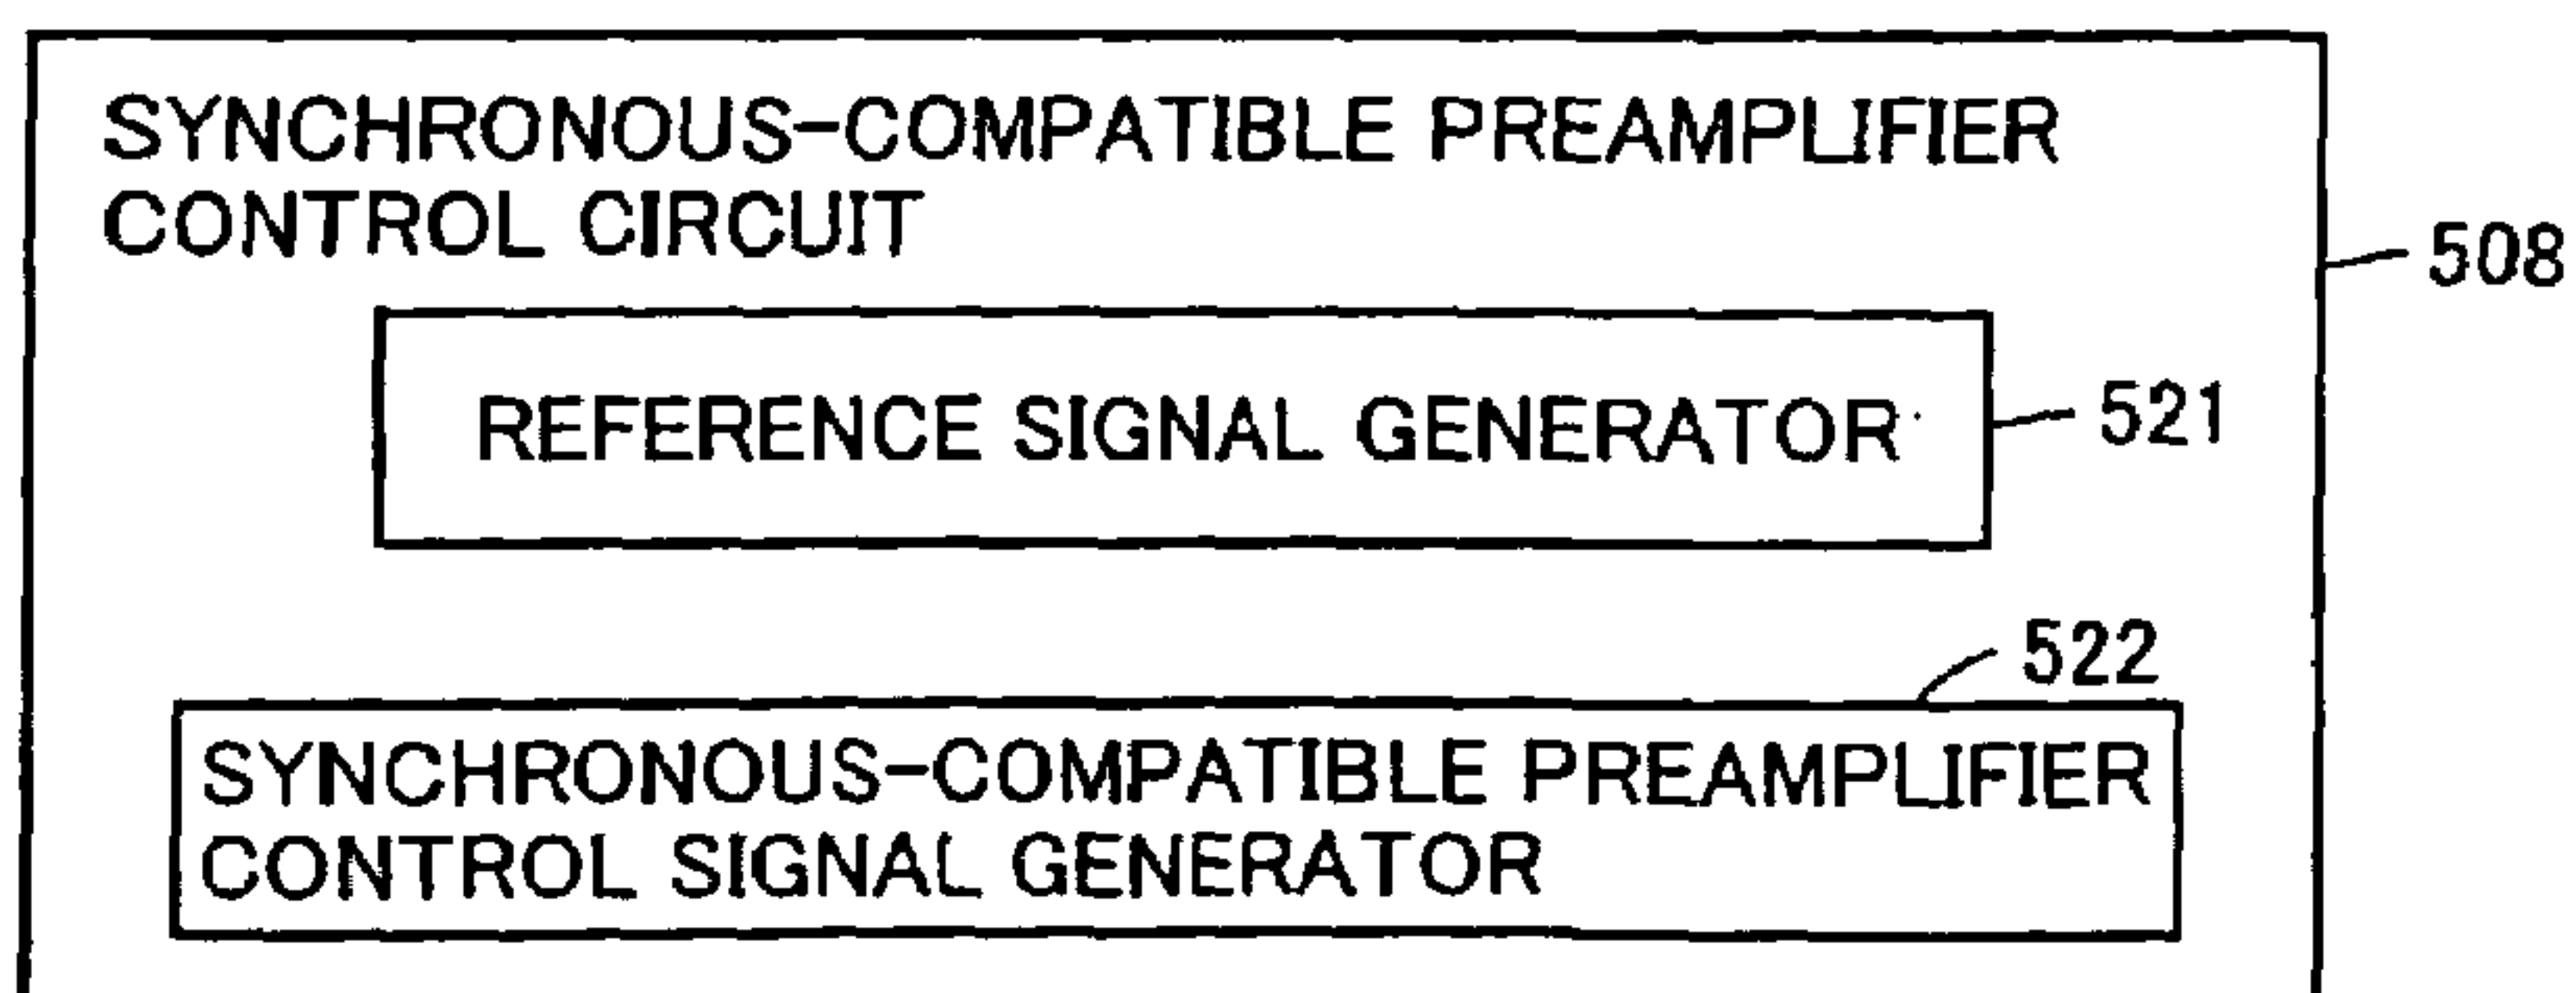 SYNCHRONOUS-COMPATIBLE PREAMPLIFIER
CONTROL CIRCUIT
508
REFERENCE SIGNAL GENERATOR
521
522
SYNCHRONOUS-COMPATIBLE PREAMPLIFIER
CONTROL SIGNAL GENERATOR